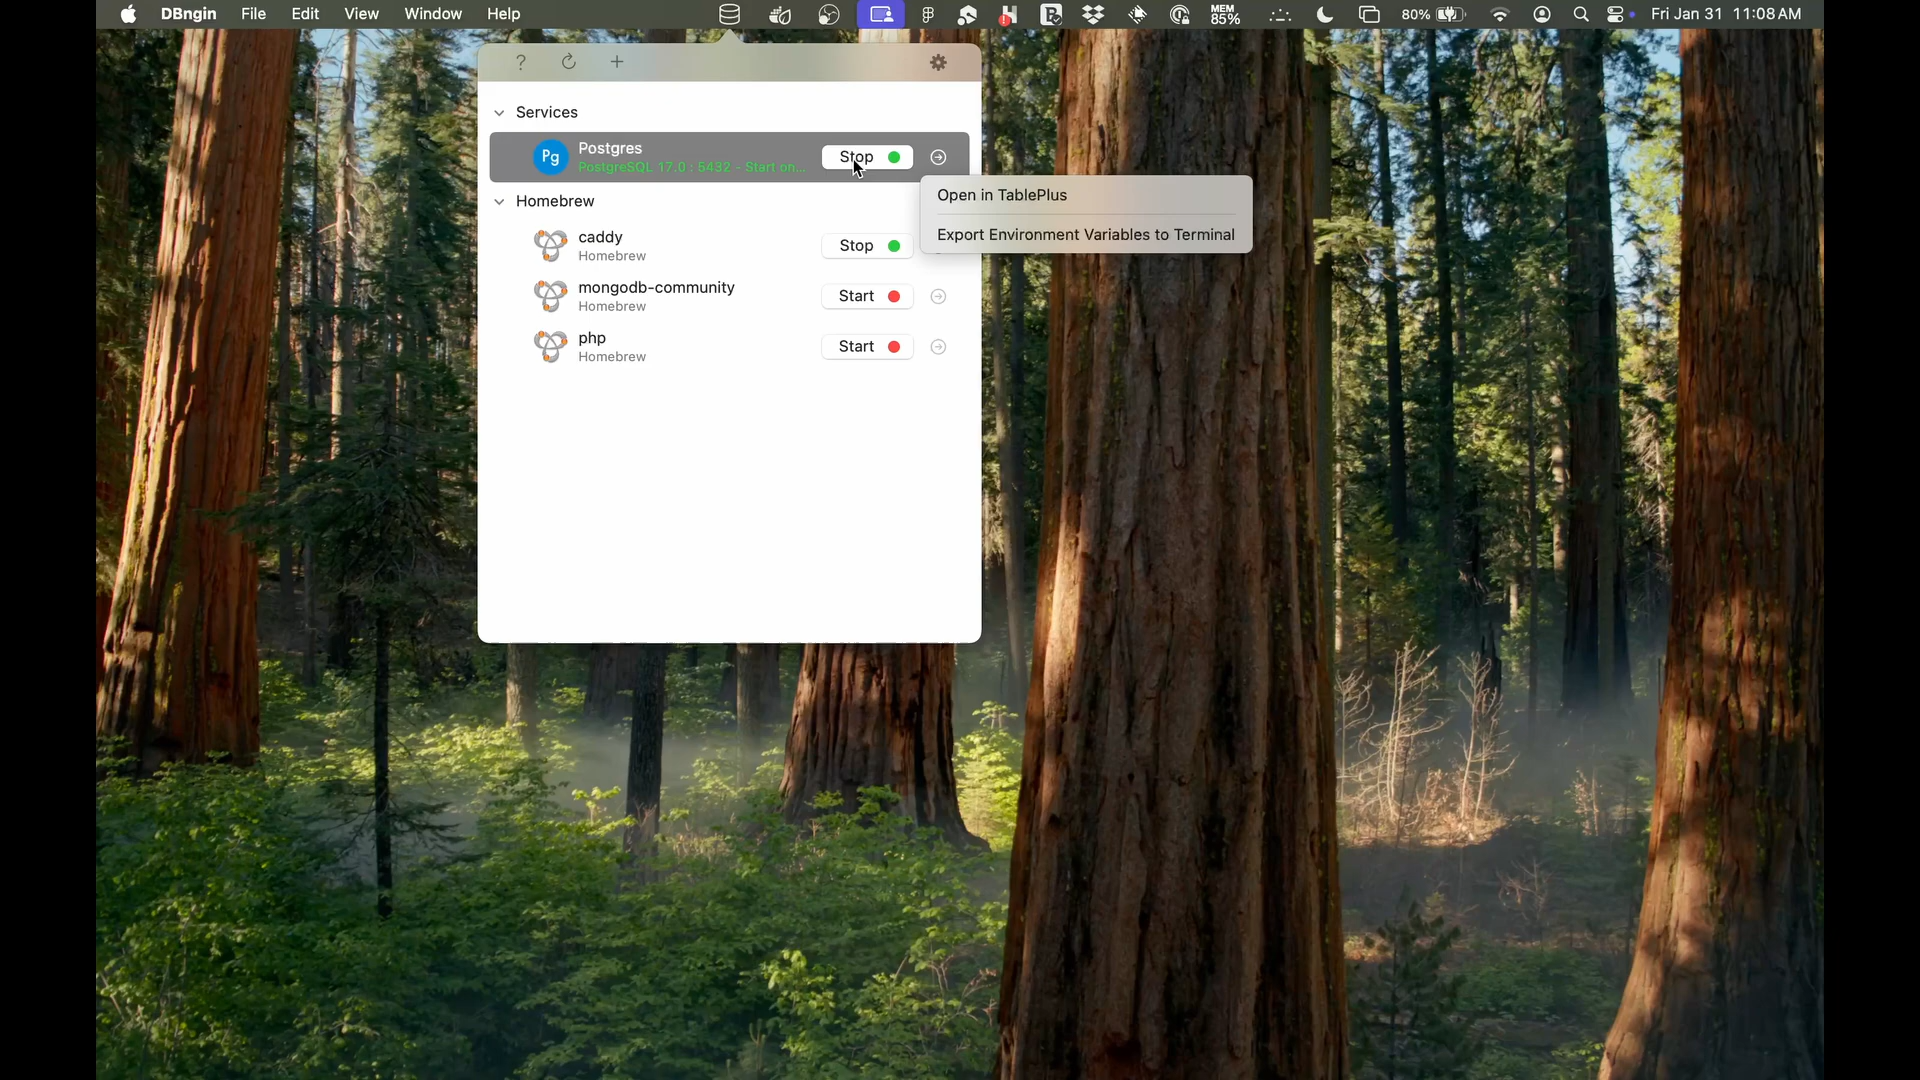 DBngin File Edit View Window Help MEM 85% 80% Fri Jan 31 11:08 AM
? +
Services
Pg Postgres Stop
PostgreSQL 17.0 : 5432 - Start on...
Open in TablePlus
Export Environment Variables to Terminal
Homebrew
caddy Stop
Homebrew
mongodb-community Start
Homebrew
php Start
Homebrew